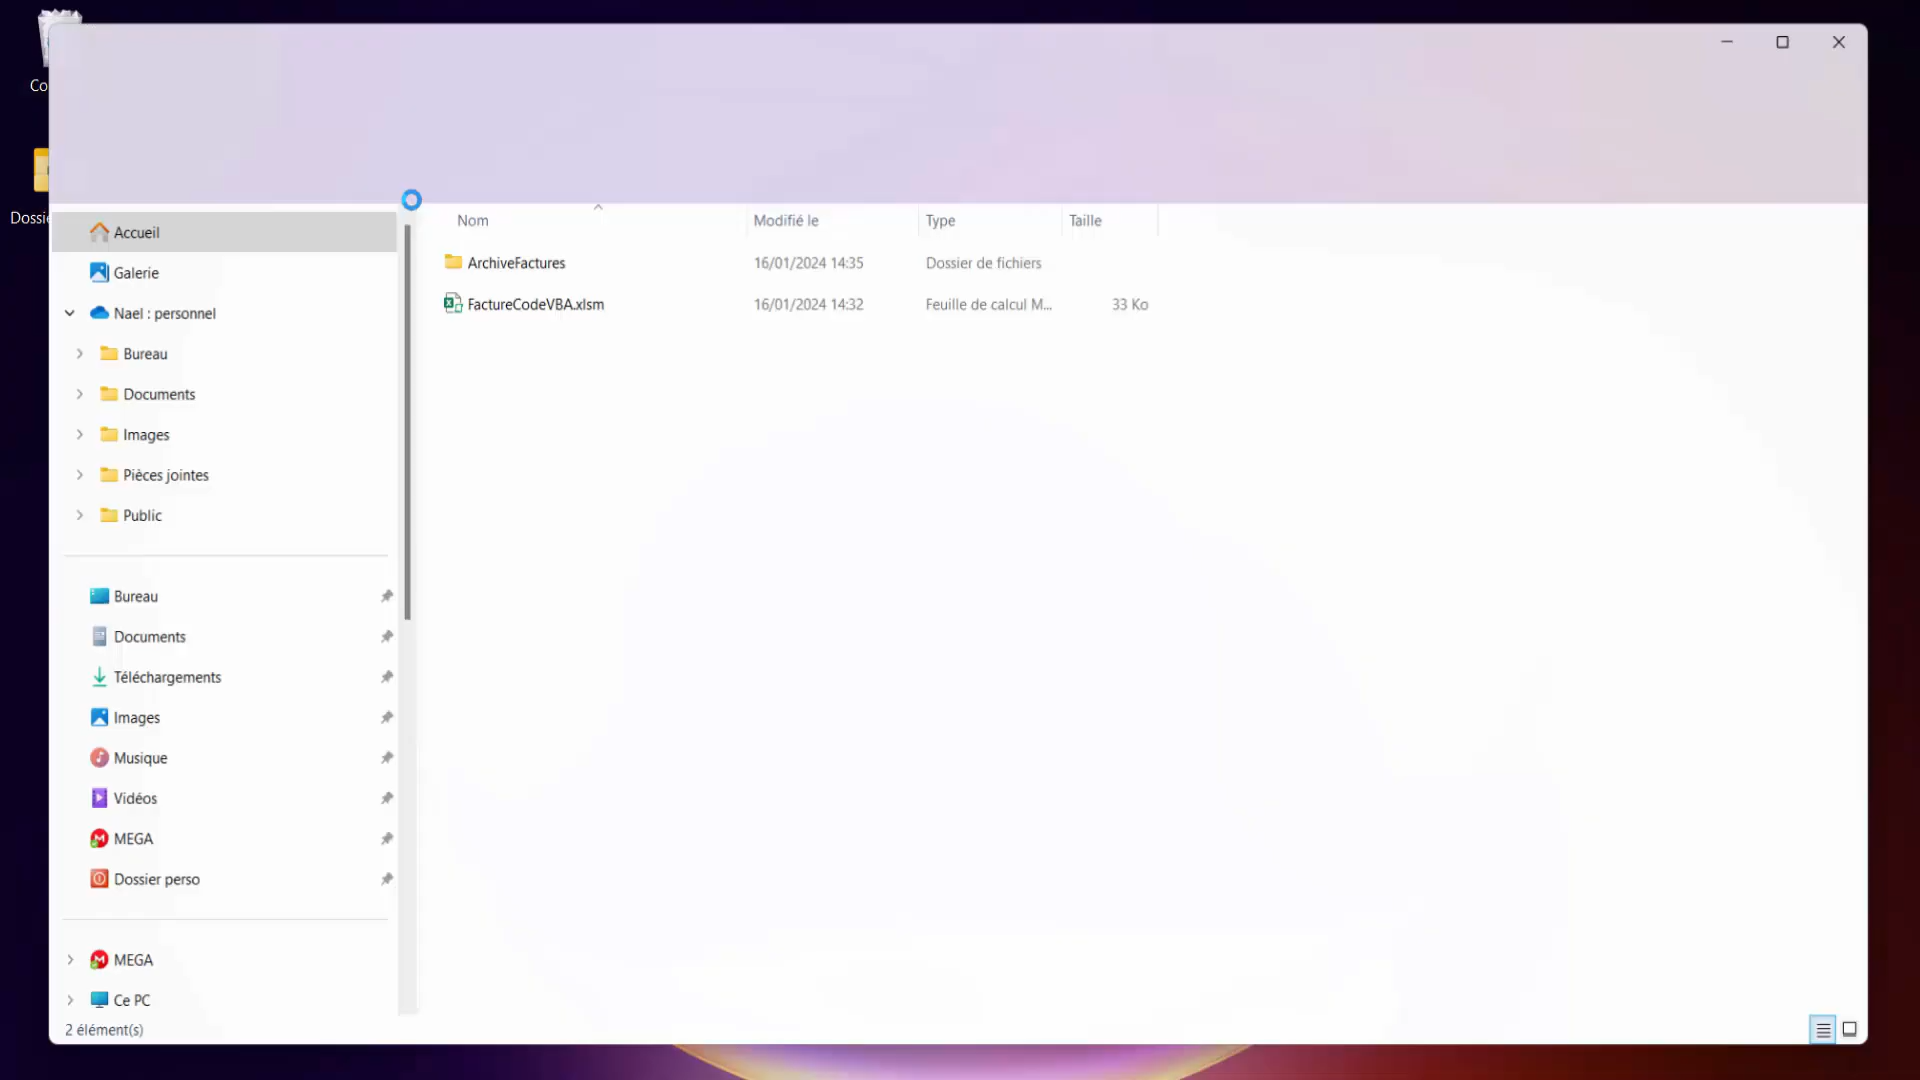 Co
Dossie
Accueil
Galerie
Nael : personnel
Bureau
Documents
Images
Pièces jointes
Public
Bureau
Documents
Téléchargements
Images
Musique
Vidéos
MEGA
Dossier perso
MEGA
Ce PC
2 élément(s)
Nom Modifié le Type Taille
ArchiveFactures 16/01/2024 14:35 Dossier de fichiers
FactureCodeVBA.xlsm 16/01/2024 14:32 Feuille de calcul M... 33 Ko